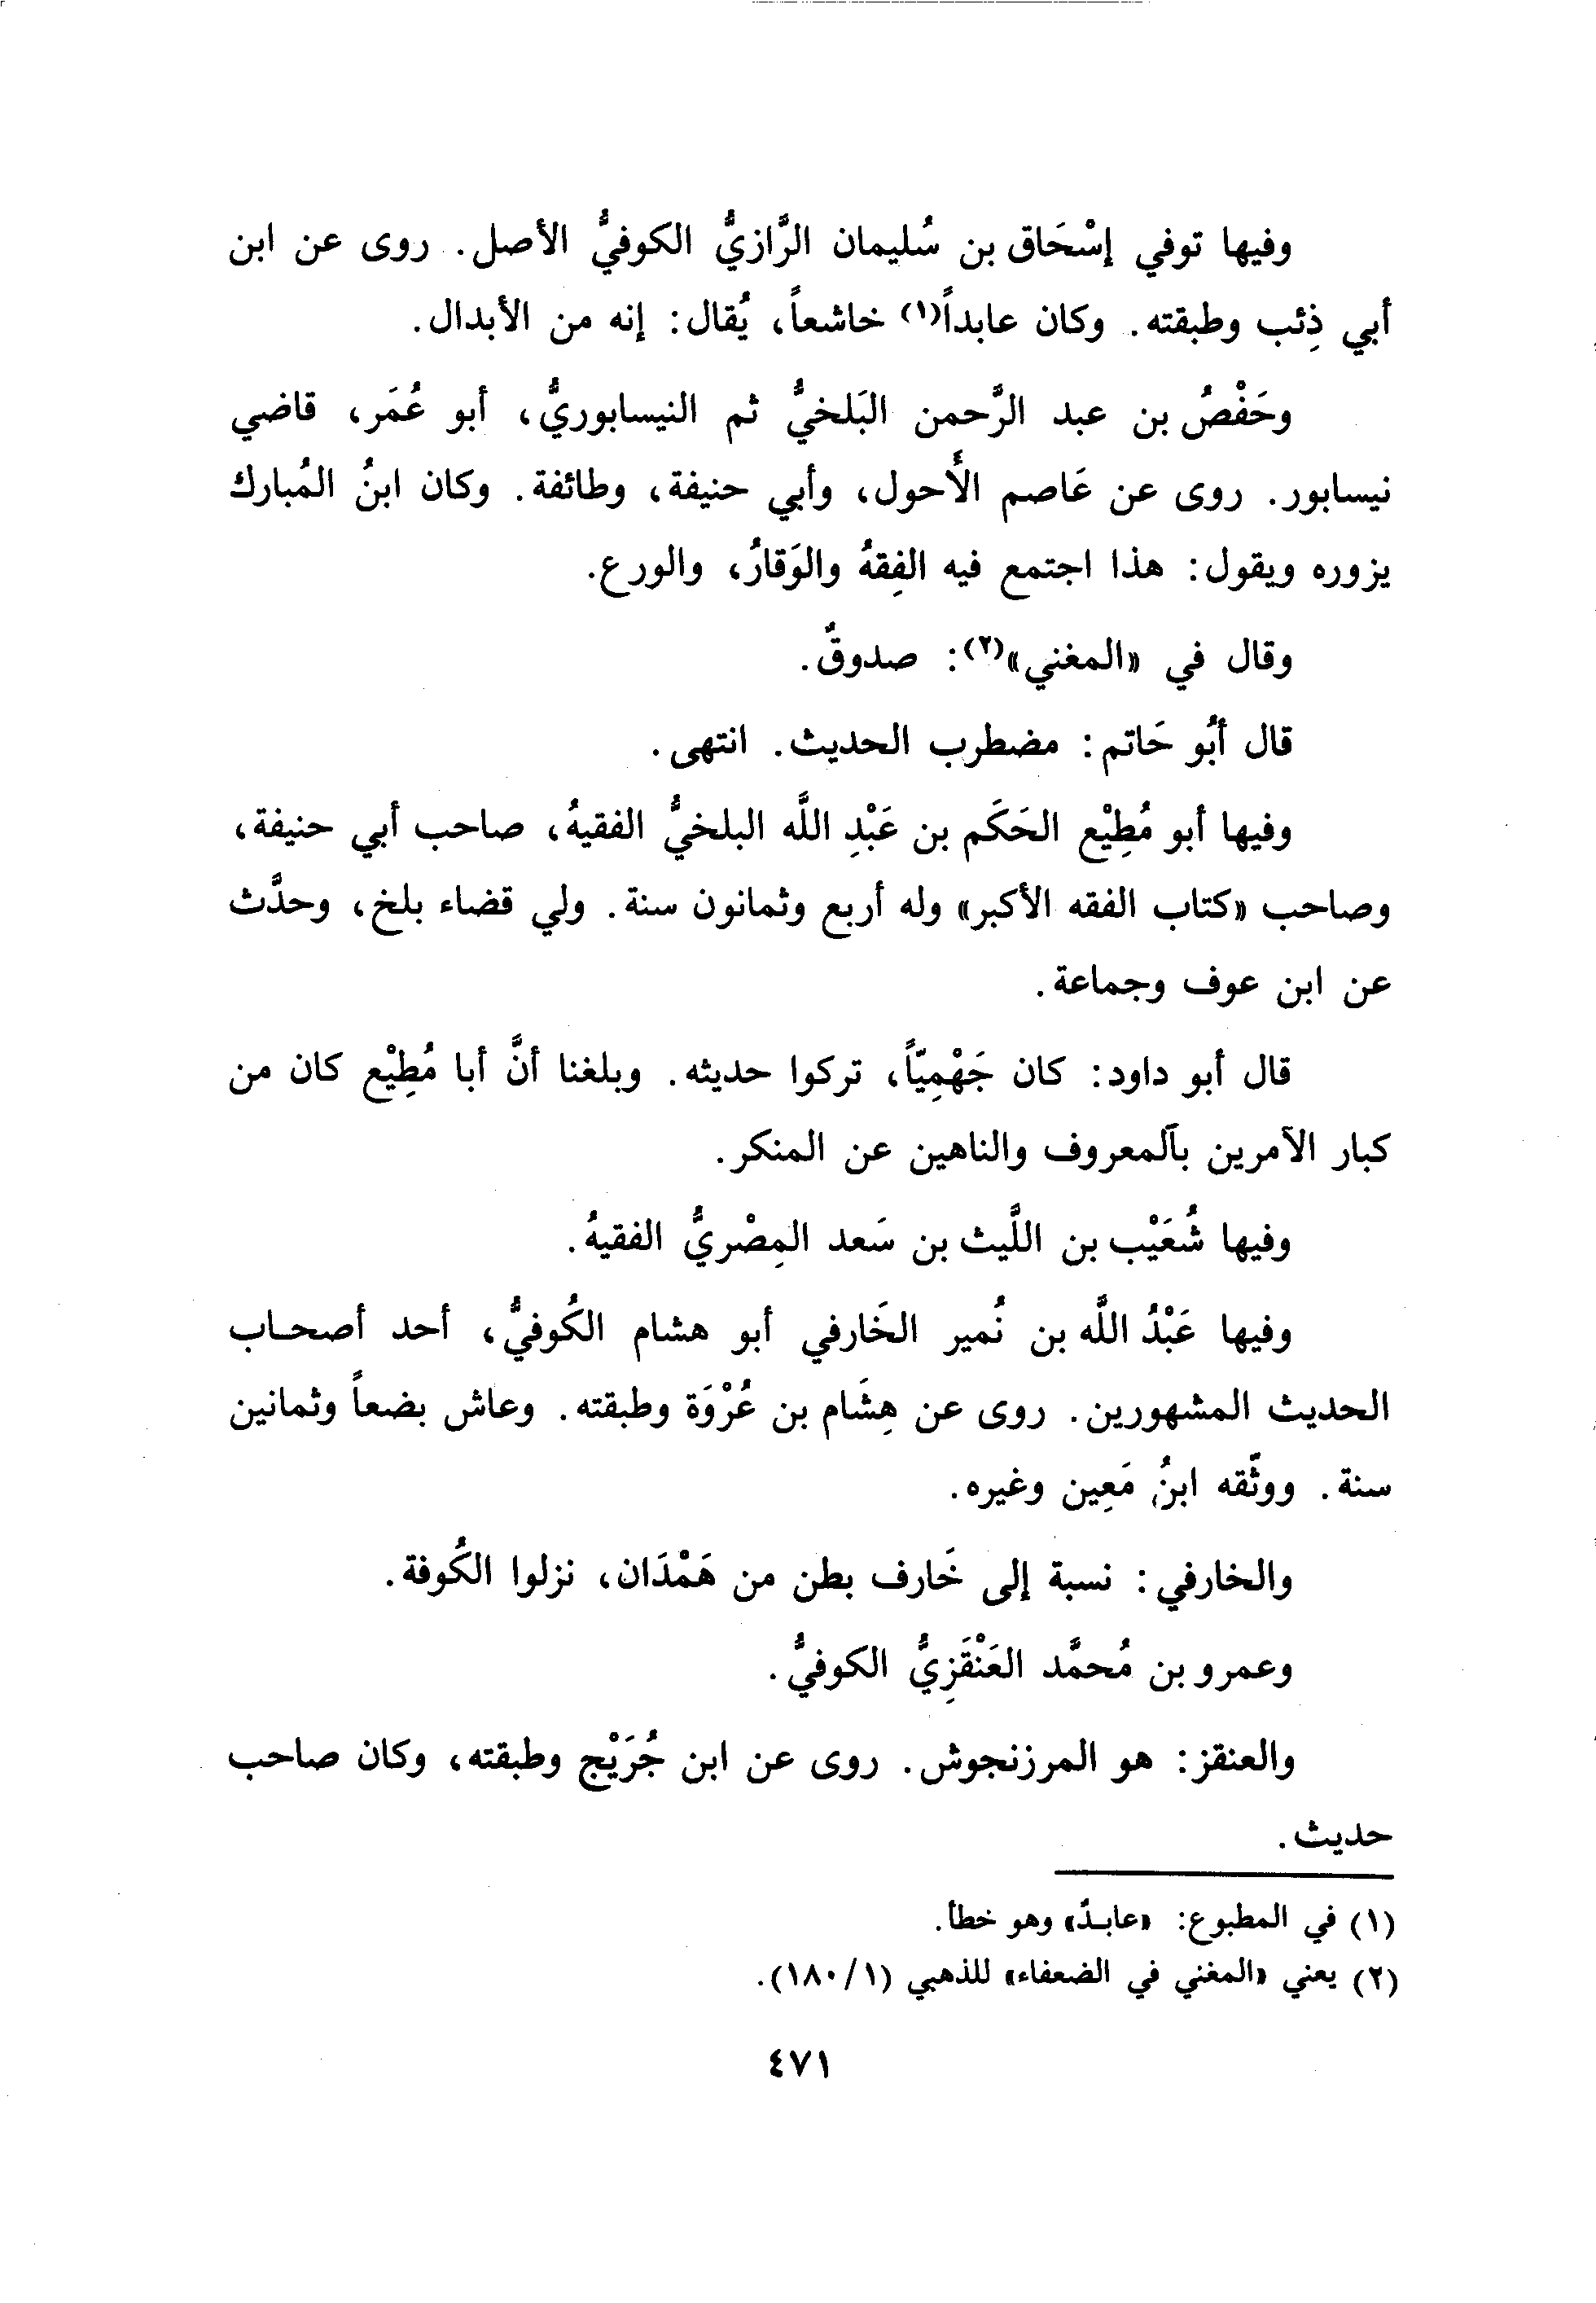 وفيها توفي إسْحَاق بن سُليمان الرَّازيُّ الكوفيُّ الأصل. روى عن ابن
أبي ذِئب وطبقته. وكان عابداً(١) خاشعاً، يُقال: إنه من الأبدال.
وحَفْصُ بن عبد الرَّحمن البَلخيُّ ثم النيسابوريُّ، أبو عُمَر، قاضي
نيسابور. روى عن عَاصم الأَحول، وأبي حنيفة، وطائفة. وكان ابنُ المُبارك
يزوره ويقول: هذا اجتمع فيه الفِقهُ والوَقارُ، والورع.
وقال في «المغني»(٢): صدوقٌ.
قال أبُو حَاتم: مضطرب الحديث. انتهى.
وفيها أبو مُطِيْع الحَكَم بن عَبْدِ اللَّه البلخيُّ الفقيهُ، صاحب أبي حنيفة،
وصاحب «كتاب الفقه الأكبر» وله أربع وثمانون سنة. ولي قضاء بلخ، وحدَّث
عن ابن عوف وجماعة.
قال أبو داود: كان جَهْمِيّاً، تركوا حديثه. وبلغنا أنَّ أبا مُطِيْع كان من
كبار الآمرين بآلمعروف والناهين عن المنكر.
وفيها شُعَيْب بن اللَّيث بن سَعد المِصْريُّ الفقيهُ.
وفيها عَبْدُ اللَّه بن نُمير الخَارفي أبو هشام الكُوفيُّ، أحد أصحاب
الحديث المشهورين. روى عن هِشَام بن عُرْوَة وطبقته. وعاش بضعاً وثمانين
سنة. ووثَّقه ابنُ مَعِين وغيره.
والخارفي: نسبة إلى خَارف بطن من هَمْدَان، نزلوا الكُوفة.
وعمرو بن مُحمَّد العَنْقَزِيُّ الكوفيُّ.
والعنقز: هو المرزنجوش. روى عن ابن جُرَيْج وطبقته، وكان صاحب
حديث.
(١) في المطبوع: «عابدٌ» وهو خطأ.
(٢) يعني «المغني في الضعفاء» للذهبي (١/١٨٠).
٤٧١